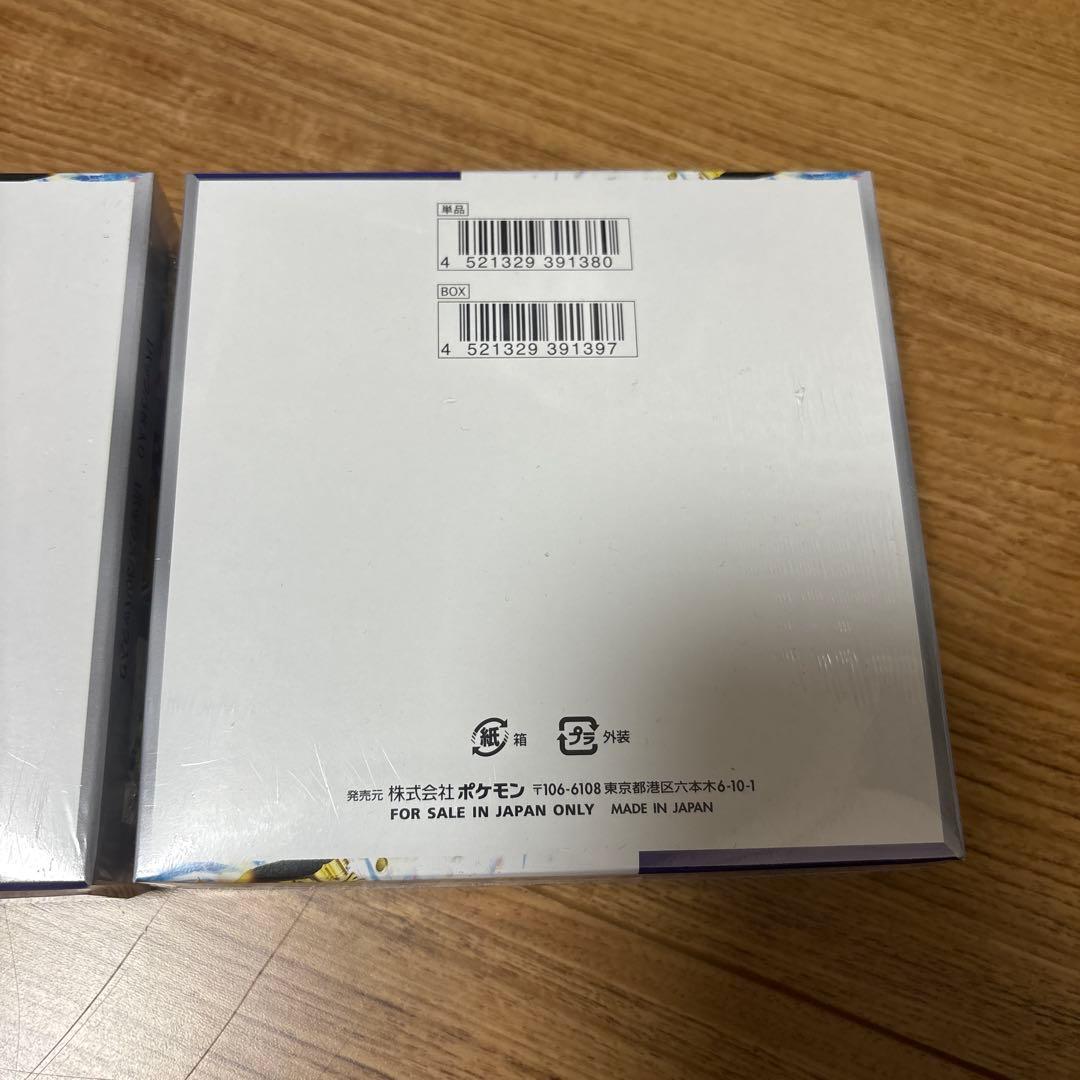 単品
4 521329 391380
BOX
4 521329 391397
紙 箱 プラ 外装
発売元 株式会社 ポケモン 〒106-6108 東京都港区六本木6-10-1
FOR SALE IN JAPAN ONLY MADE IN JAPAN